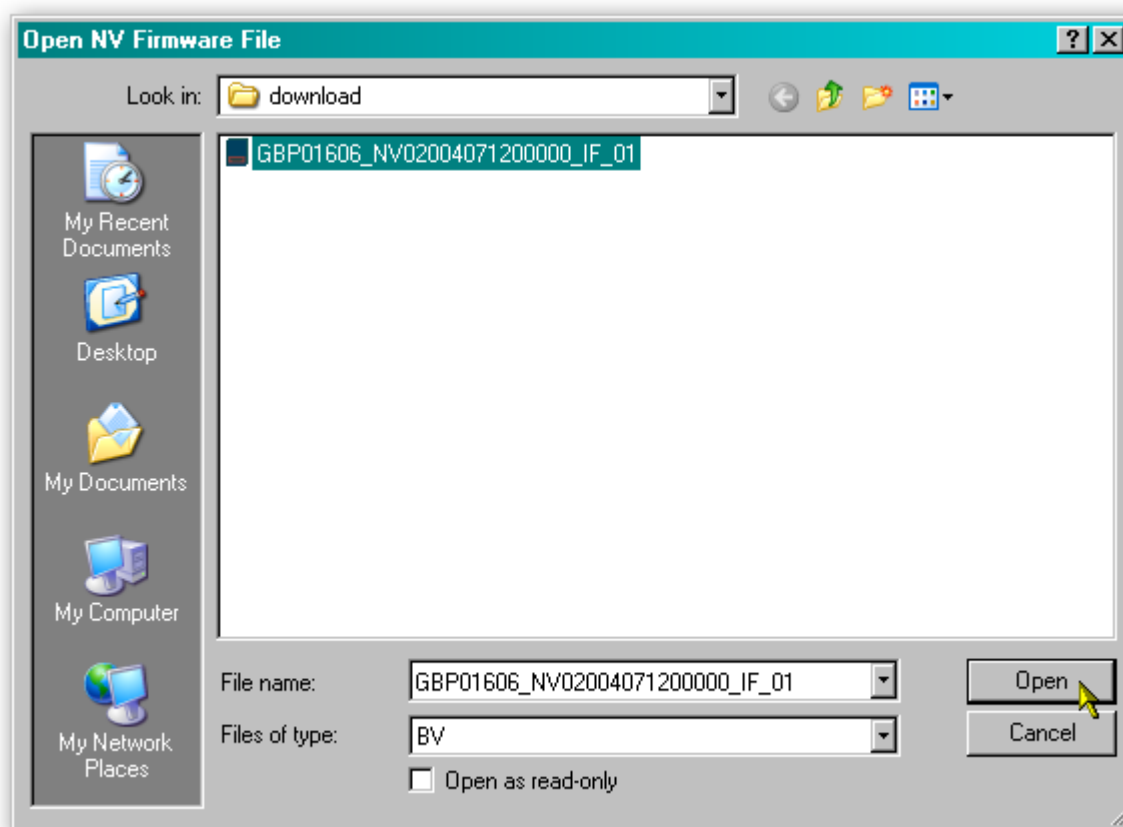 Open NV Firmware File
Look in:
download
GBP01606_NV02004071200000_IF_01
My Recent
Documents
Desktop
My Documents
My Computer
My Network
Places
File name:
GBP01606_NV02004071200000_IF_01
Open
Files of type:
BV
Cancel
Open as read-only